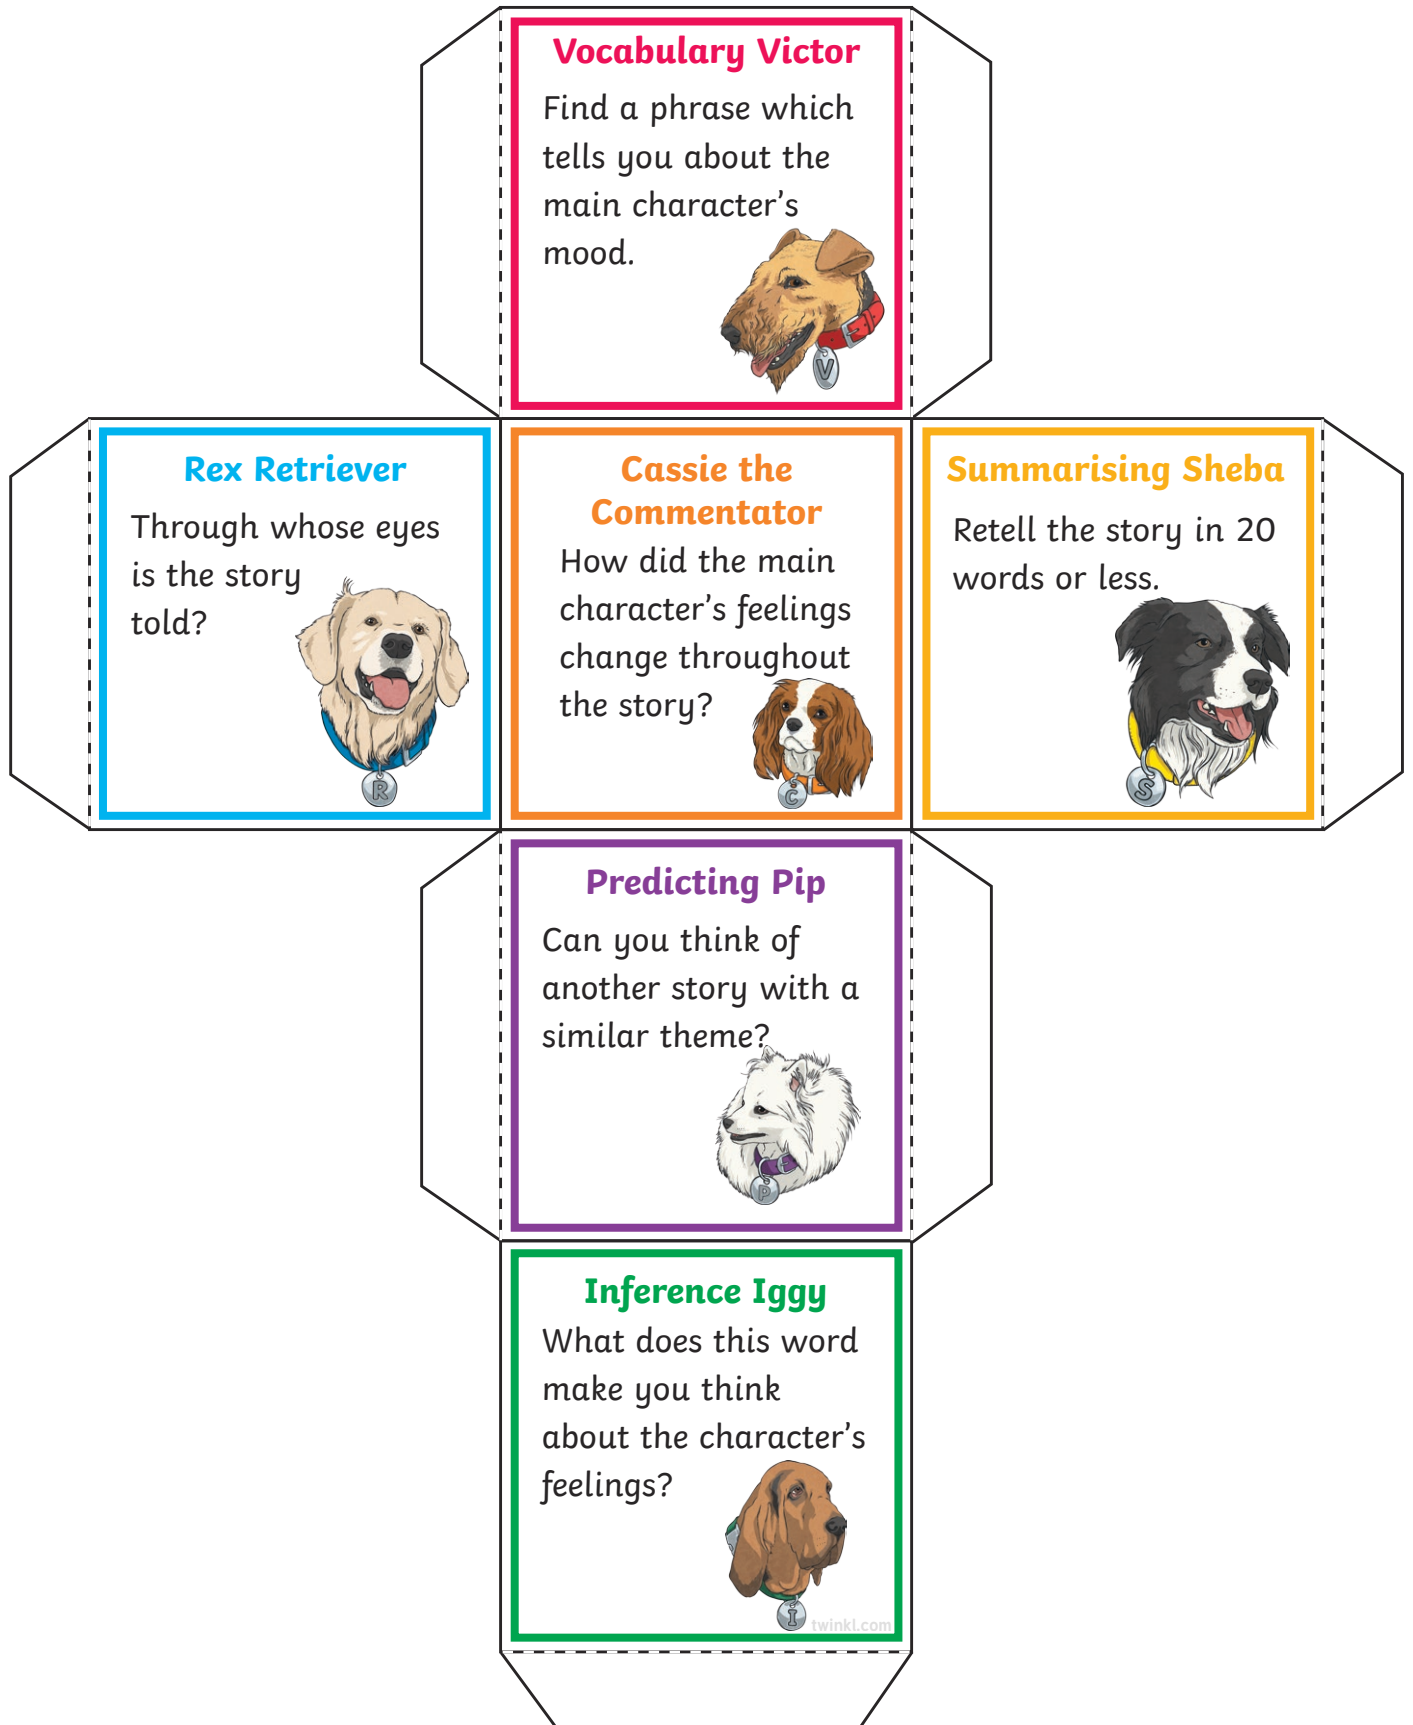 Vocabulary Victor
Find a phrase which
tells you about the
main character's
mood.
V
Rex Retriever
Through whose eyes
is the story
told?
R
Cassie the
Commentator
How did the main
character's feelings
change throughout
the story?
C
Summarising Sheba
Retell the story in 20
words or less.
S
Predicting Pip
Can you think of
another story with a
similar theme?
P
Inference Iggy
What does this word
make you think
about the character's
feelings?
I
twinkl.com